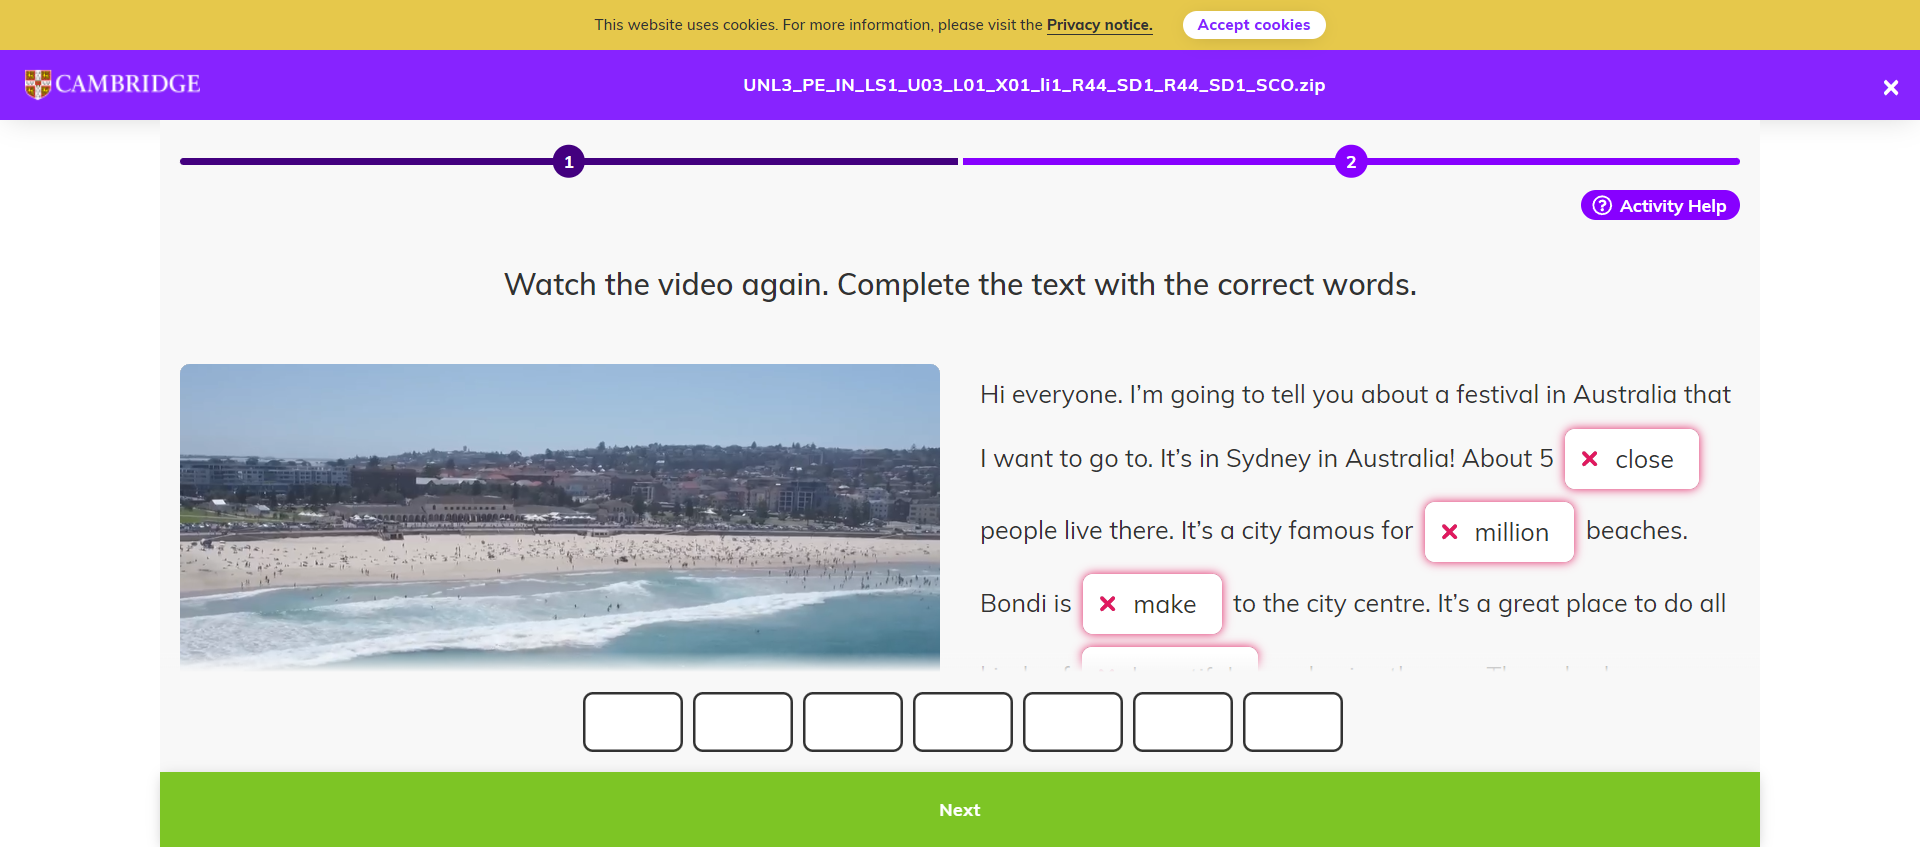 This website uses cookies. For more information, please visit the Privacy notice. Accept cookies
CAMBRIDGE
UNL3_PE_IN_LS1_U03_L01_X01_li1_R44_SD1_R44_SD1_SCO.zip
1
2
Activity Help
Watch the video again. Complete the text with the correct words.
Hi everyone. I’m going to tell you about a festival in Australia that
I want to go to. It’s in Sydney in Australia! About 5 close
people live there. It’s a city famous for million beaches.
Bondi is make to the city centre. It’s a great place to do all
Next